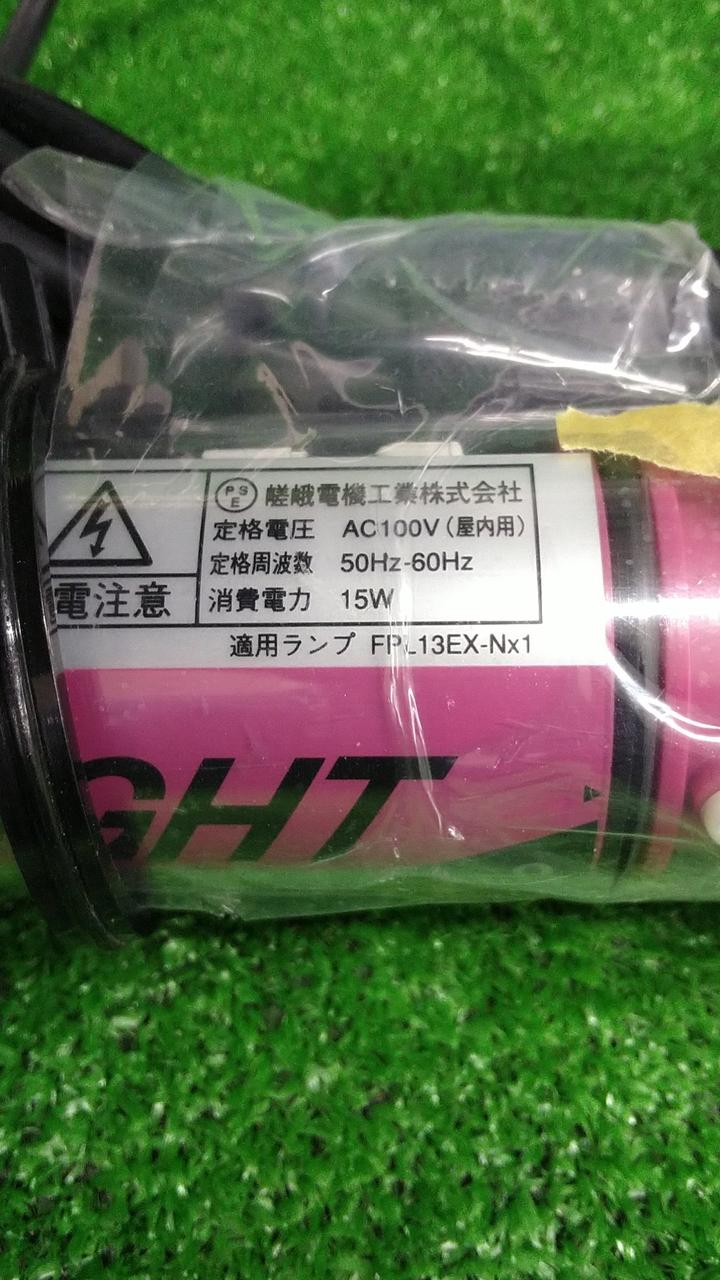 PSE 嵯峨電機工業株式会社
定格電圧 AC100V(屋内用)
定格周波数 50Hz-60Hz
消費電力 15W
電注意
適用ランプ FPL13EX-Nx1
GHT